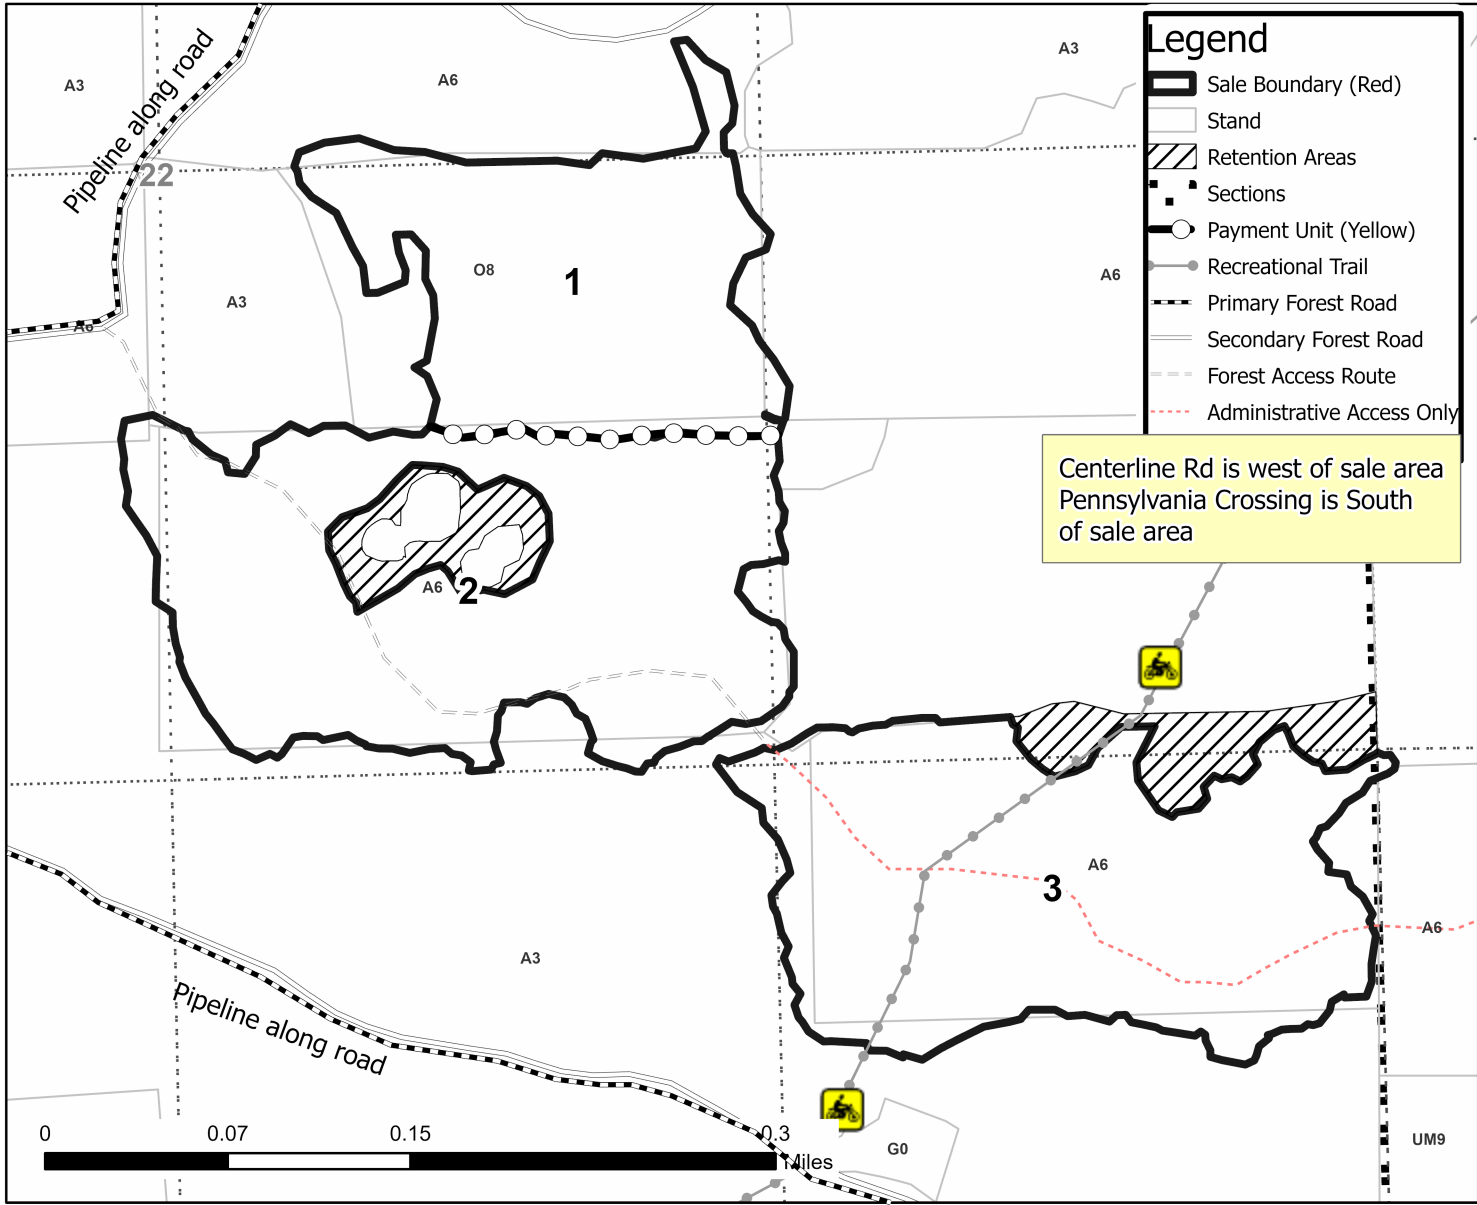 Legend
Sale Boundary (Red)
Stand
Retention Areas
Sections
Payment Unit (Yellow)
Recreational Trail
Primary Forest Road
Secondary Forest Road
Forest Access Route
Administrative Access Only
Centerline Rd is west of sale area
Pennsylvania Crossing is South
of sale area
A3
A6
A3
Pipeline along road
22
O8
1
A3
A6
A6
A6
2
A6
3
A6
A3
Pipeline along road
G0
UM9
0
0.07
0.15
0.3
Miles